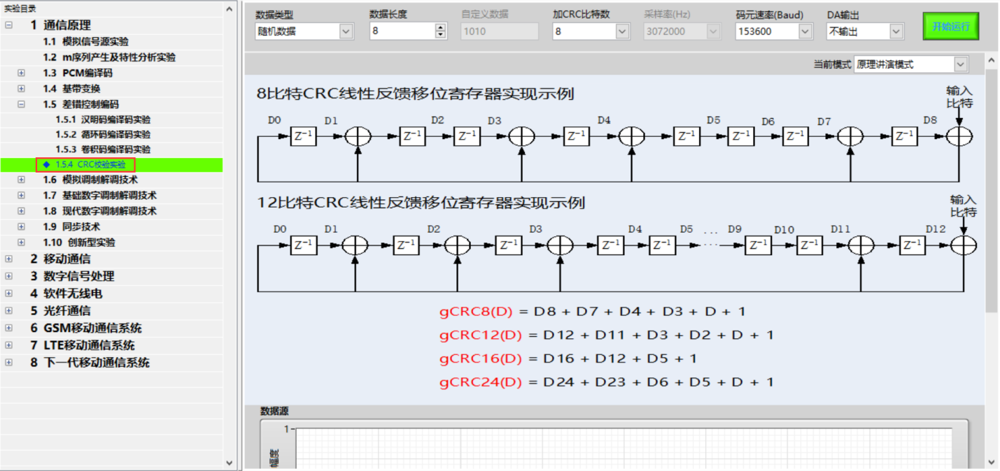 实验目录
1 通信原理
1.1 模拟信号源实验
1.2 m序列产生及特性分析实验
1.3 PCM编译码
1.4 基带变换
1.5 差错控制编码
1.5.1 汉明码编译码实验
1.5.2 循环码编译码实验
1.5.3 卷积码编译码实验
1.5.4 CRC校验实验
1.6 模拟调制解调技术
1.7 基础数字调制解调技术
1.8 现代数字调制解调技术
1.9 同步技术
1.10 创新型实验
2 移动通信
3 数字信号处理
4 软件无线电
5 光纤通信
6 GSM移动通信系统
7 LTE移动通信系统
8 下一代移动通信系统
数据类型 数据长度 自定义数据 加CRC比特数 采样率(Hz) 码元速率(Baud) DA输出
随机数据 8 1010 8 3072000 153600 不输出 开始运行
当前模式 原理讲演模式
8比特CRC线性反馈移位寄存器实现示例
输入
比特
D0 D1 D2 D3 D4 D5 D6 D7 D8
Z⁻¹ Z⁻¹ Z⁻¹ Z⁻¹ Z⁻¹ Z⁻¹ Z⁻¹ Z⁻¹
12比特CRC线性反馈移位寄存器实现示例
输入
比特
D0 D1 D2 D3 D4 D5 ... D9 D10 D11 D12
Z⁻¹ Z⁻¹ Z⁻¹ Z⁻¹ Z⁻¹ ... Z⁻¹ Z⁻¹ Z⁻¹
gCRC8(D) = D8 + D7 + D4 + D3 + D + 1
gCRC12(D) = D12 + D11 + D3 + D2 + D + 1
gCRC16(D) = D16 + D12 + D5 + 1
gCRC24(D) = D24 + D23 + D6 + D5 + D + 1
数据源
1
幅度